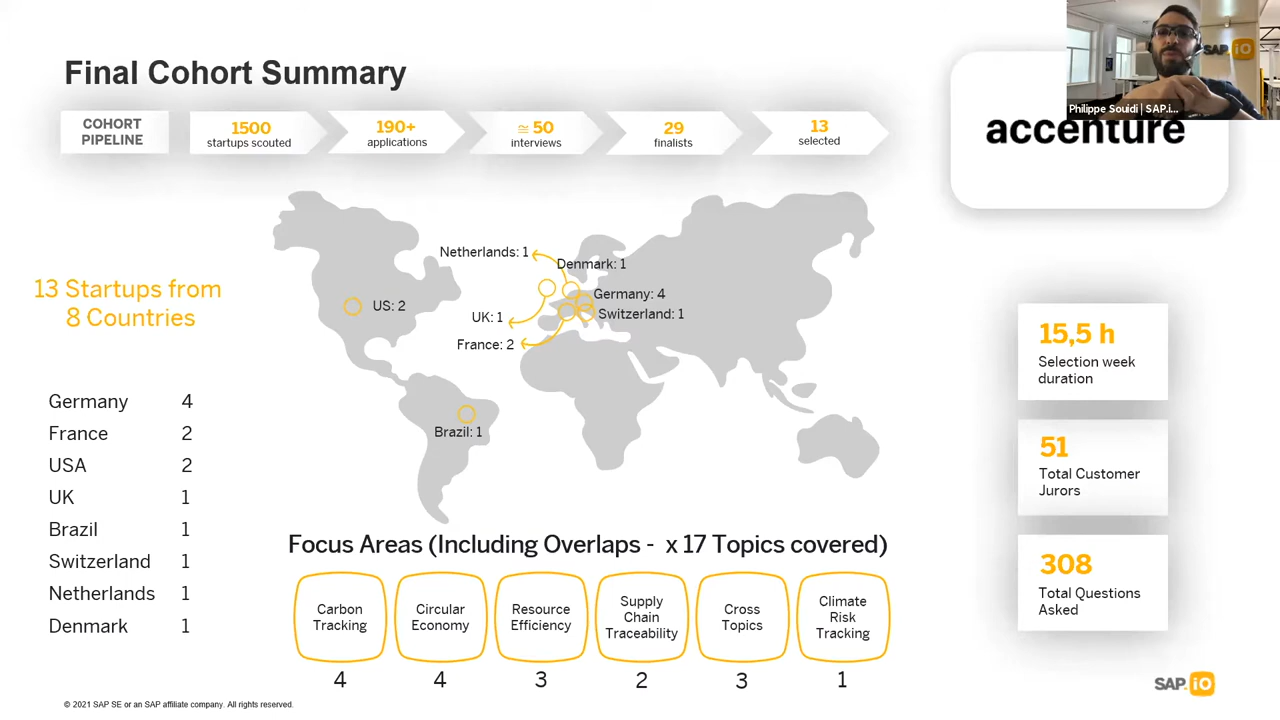 Final Cohort Summary
SAP iO
Philippe Souidi | SAP.i...
accenture
COHORT
PIPELINE
1500
startups scouted
190+
applications
≅ 50
interviews
29
finalists
13
selected
13 Startups from
8 Countries
Germany 4
France 2
USA 2
UK 1
Brazil 1
Switzerland 1
Netherlands 1
Denmark 1
Netherlands: 1
Denmark: 1
Germany: 4
US: 2
Switzerland: 1
UK: 1
France: 2
Brazil: 1
15,5 h
Selection week
duration
51
Total Customer
Jurors
308
Total Questions
Asked
Focus Areas (Including Overlaps - x 17 Topics covered)
Carbon
Tracking
4
Circular
Economy
4
Resource
Efficiency
3
Supply
Chain
Traceability
2
Cross
Topics
3
Climate
Risk
Tracking
1
© 2021 SAP SE or an SAP affiliate company. All rights reserved.
SAP.iO